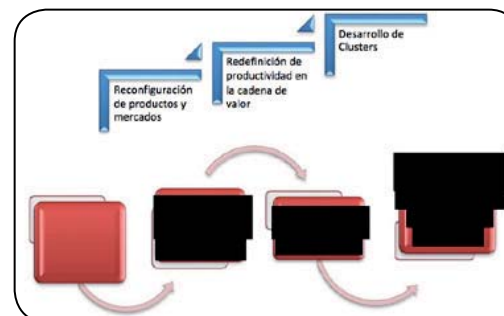 Reconfiguración
de productos y
mercados
Redefinición de
productividad en
la cadena de
valor
Desarrollo de
Clusters